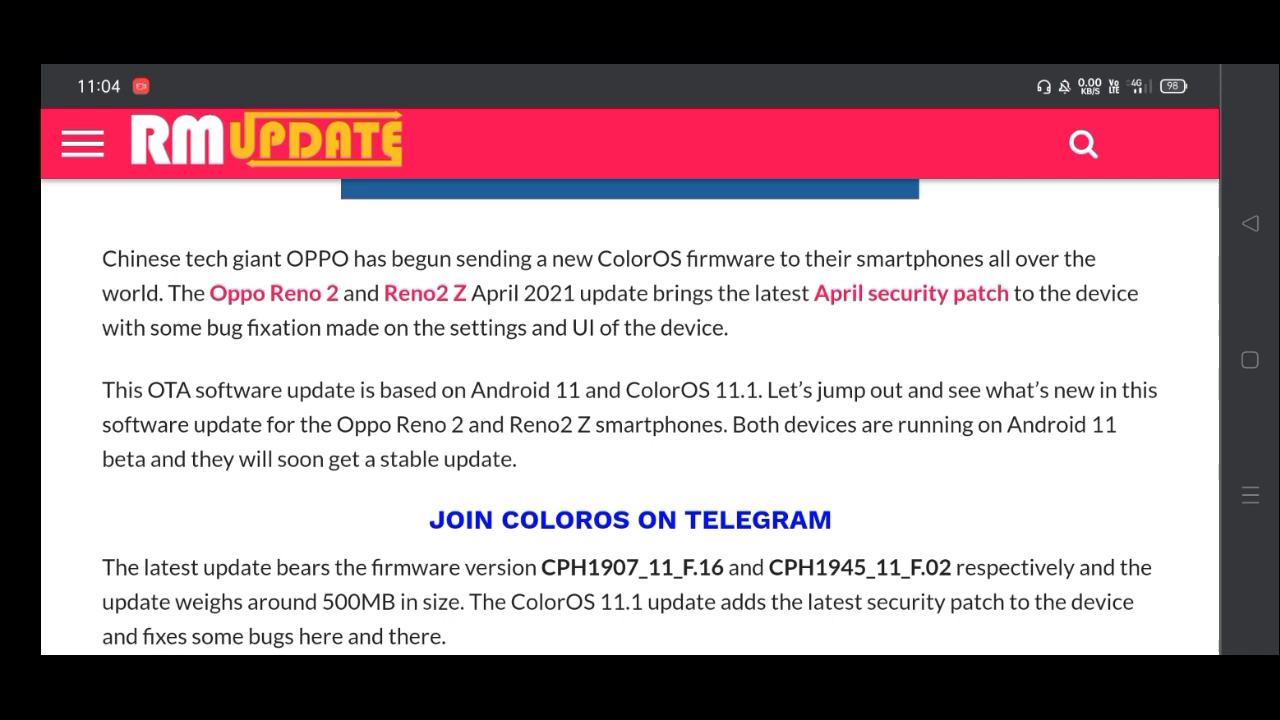 11:04
0.00 KB/S Vo LTE 4G 98
RMUPDATE
Chinese tech giant OPPO has begun sending a new ColorOS firmware to their smartphones all over the
world. The Oppo Reno 2 and Reno2 Z April 2021 update brings the latest April security patch to the device
with some bug fixation made on the settings and UI of the device.
This OTA software update is based on Android 11 and ColorOS 11.1. Let’s jump out and see what’s new in this
software update for the Oppo Reno 2 and Reno2 Z smartphones. Both devices are running on Android 11
beta and they will soon get a stable update.
JOIN COLOROS ON TELEGRAM
The latest update bears the firmware version CPH1907_11_F.16 and CPH1945_11_F.02 respectively and the
update weighs around 500MB in size. The ColorOS 11.1 update adds the latest security patch to the device
and fixes some bugs here and there.